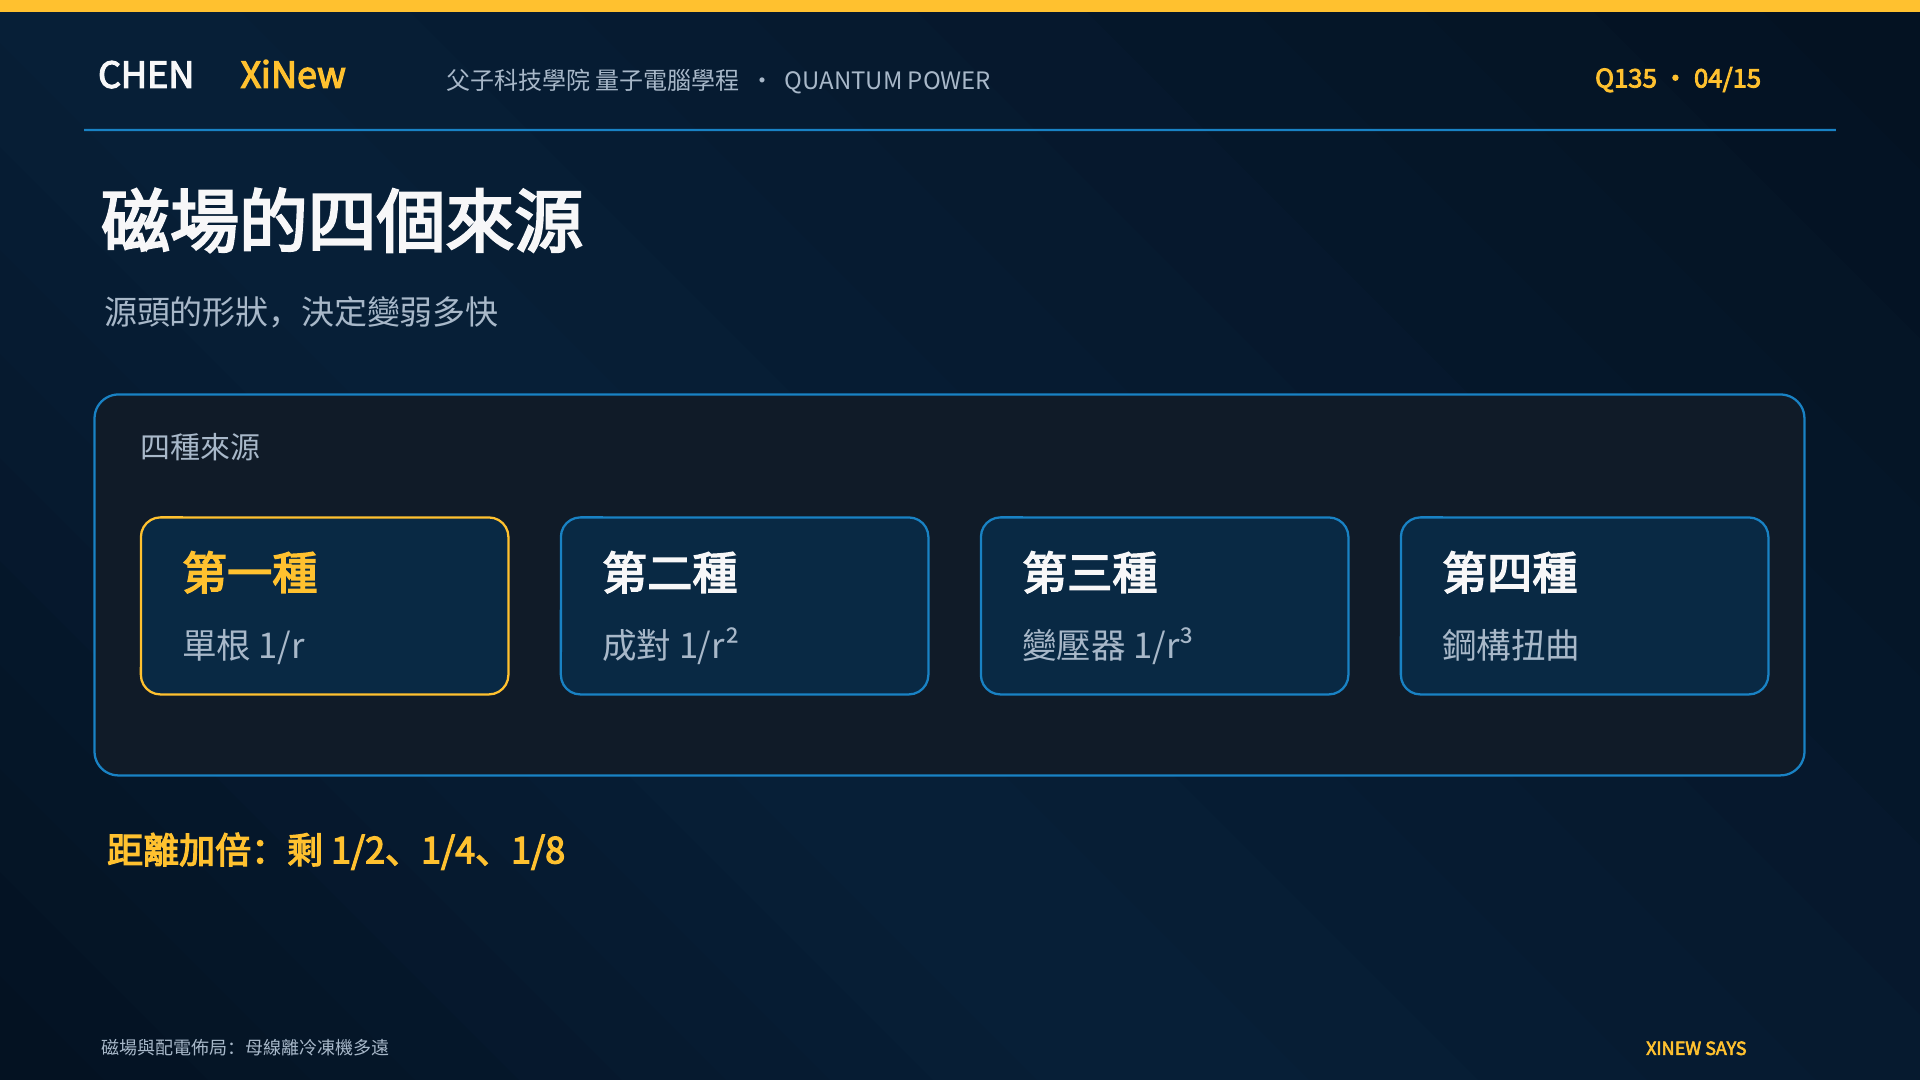 CHEN XiNew 父子科技學院 量子電腦學程 • QUANTUM POWER Q135 • 04/15
磁場的四個來源
源頭的形狀，決定變弱多快
四種來源
第一種 第二種 第三種 第四種
單根 1/r 成對 1/r² 變壓器 1/r³ 鋼構扭曲
距離加倍：剩 1/2、1/4、1/8
磁場與配電佈局：母線離冷凍機多遠 XINEW SAYS